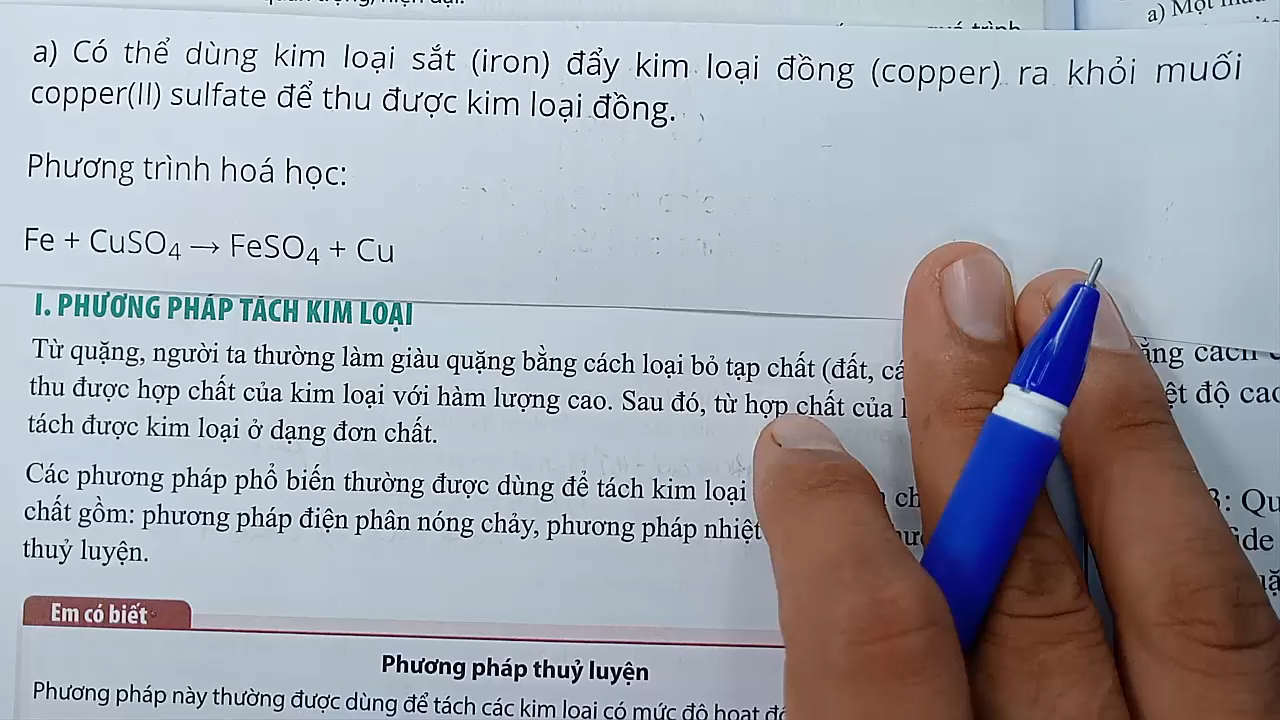 a) Một
a) Có thể dùng kim loại sắt (iron) đẩy kim loại đồng (copper) ra khỏi muối
copper(II) sulfate để thu được kim loại đồng.
Phương trình hoá học:
Fe + CuSO₄ → FeSO₄ + Cu
I. PHƯƠNG PHÁP TÁCH KIM LOẠI
Từ quặng, người ta thường làm giàu quặng bằng cách loại bỏ tạp chất (đất,
thu được hợp chất của kim loại với hàm lượng cao. Sau đó, từ hợp chất của
tách được kim loại ở dạng đơn chất.
Các phương pháp phổ biến thường được dùng để tách kim loại
chất gồm: phương pháp điện phân nóng chảy, phương pháp nhiệt
thuỷ luyện.
Em có biết
Phương pháp thuỷ luyện
Phương pháp này thường được dùng để tách các kim loại có mức độ hoạt
độ cao